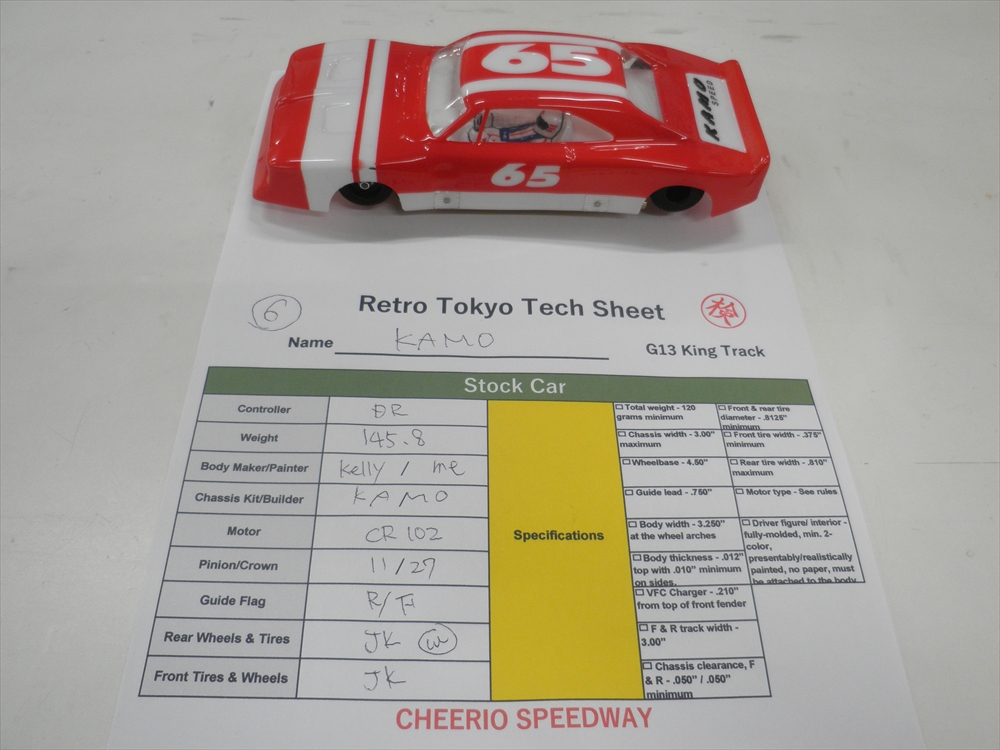 65
65
KAMO
SPEED
6
Retro Tokyo Tech Sheet
Name KAMO
G13 King Track
Stock Car
Controller
DR
Weight
145.8
Body Maker/Painter
Kelly / me
Chassis Kit/Builder
KAMO
Motor
CR 102
Pinion/Crown
11/27
Guide Flag
R/F
Rear Wheels & Tires
JK W
Front Tires & Wheels
JK
Specifications
Total weight - 120
grams minimum
Front & rear tire
diameter - .8125"
minimum
Chassis width - 3.00"
maximum
Front tire width - .375"
minimum
Wheelbase - 4.50"
Rear tire width - .810"
maximum
Guide lead - .750"
Motor type - See rules
Body width - 3.250"
at the wheel arches
Driver figure/ interior -
fully-molded, min. 2-
color,
presentably/realistically
painted, no paper, must
be attached to the body
Body thickness - .012"
top with .010" minimum
on sides.
VFC Charger - .210"
from top of front fender
F & R track width -
3.00"
Chassis clearance, F
& R - .050" / .050"
minimum
CHEERIO SPEEDWAY